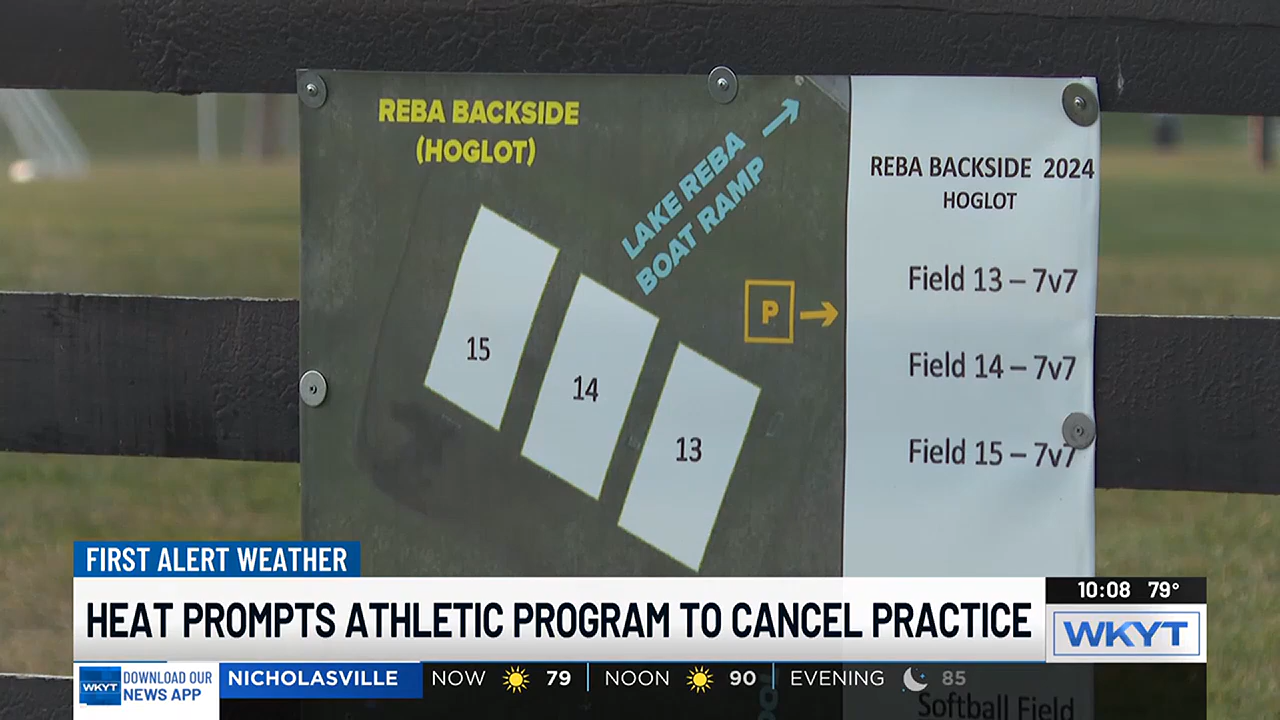 REBA BACKSIDE
(HOGLOT)
LAKE REBA
BOAT RAMP
P
15
14
13
REBA BACKSIDE 2024
HOGLOT
Field 13 – 7v7
Field 14 – 7v7
Field 15 – 7v7
Softball Field
FIRST ALERT WEATHER
HEAT PROMPTS ATHLETIC PROGRAM TO CANCEL PRACTICE
10:08 79°
WKYT
WKYT
DOWNLOAD OUR
NEWS APP
NICHOLASVILLE
NOW 79 NOON 90 EVENING 85